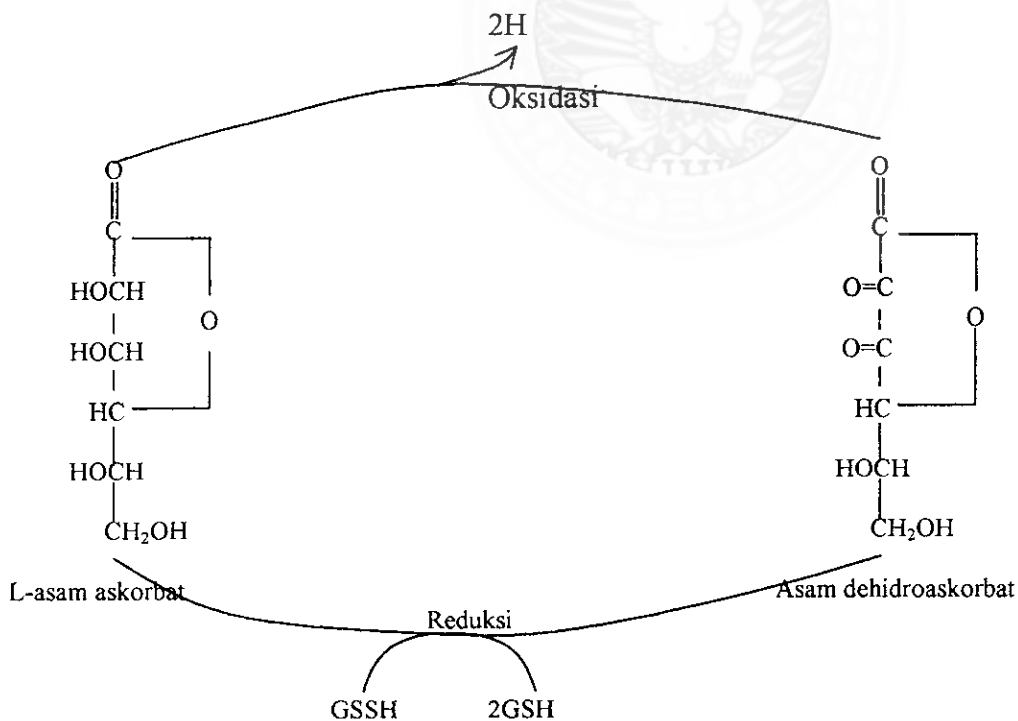 2H
Oksidasi
O
C
HOCH
O
HOCH
HC
HOCH
CH₂OH
L-asam askorbat
O
C
O=C
O
O=C
HC
HOCH
CH₂OH
Asam dehidroaskorbat
Reduksi
GSSH 2GSH